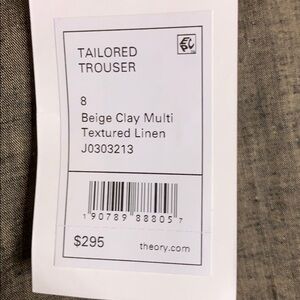 TAILORED
TROUSER
8
Beige Clay Multi
Textured Linen
J0303213
1 90789 88805 7
$295
theory.com